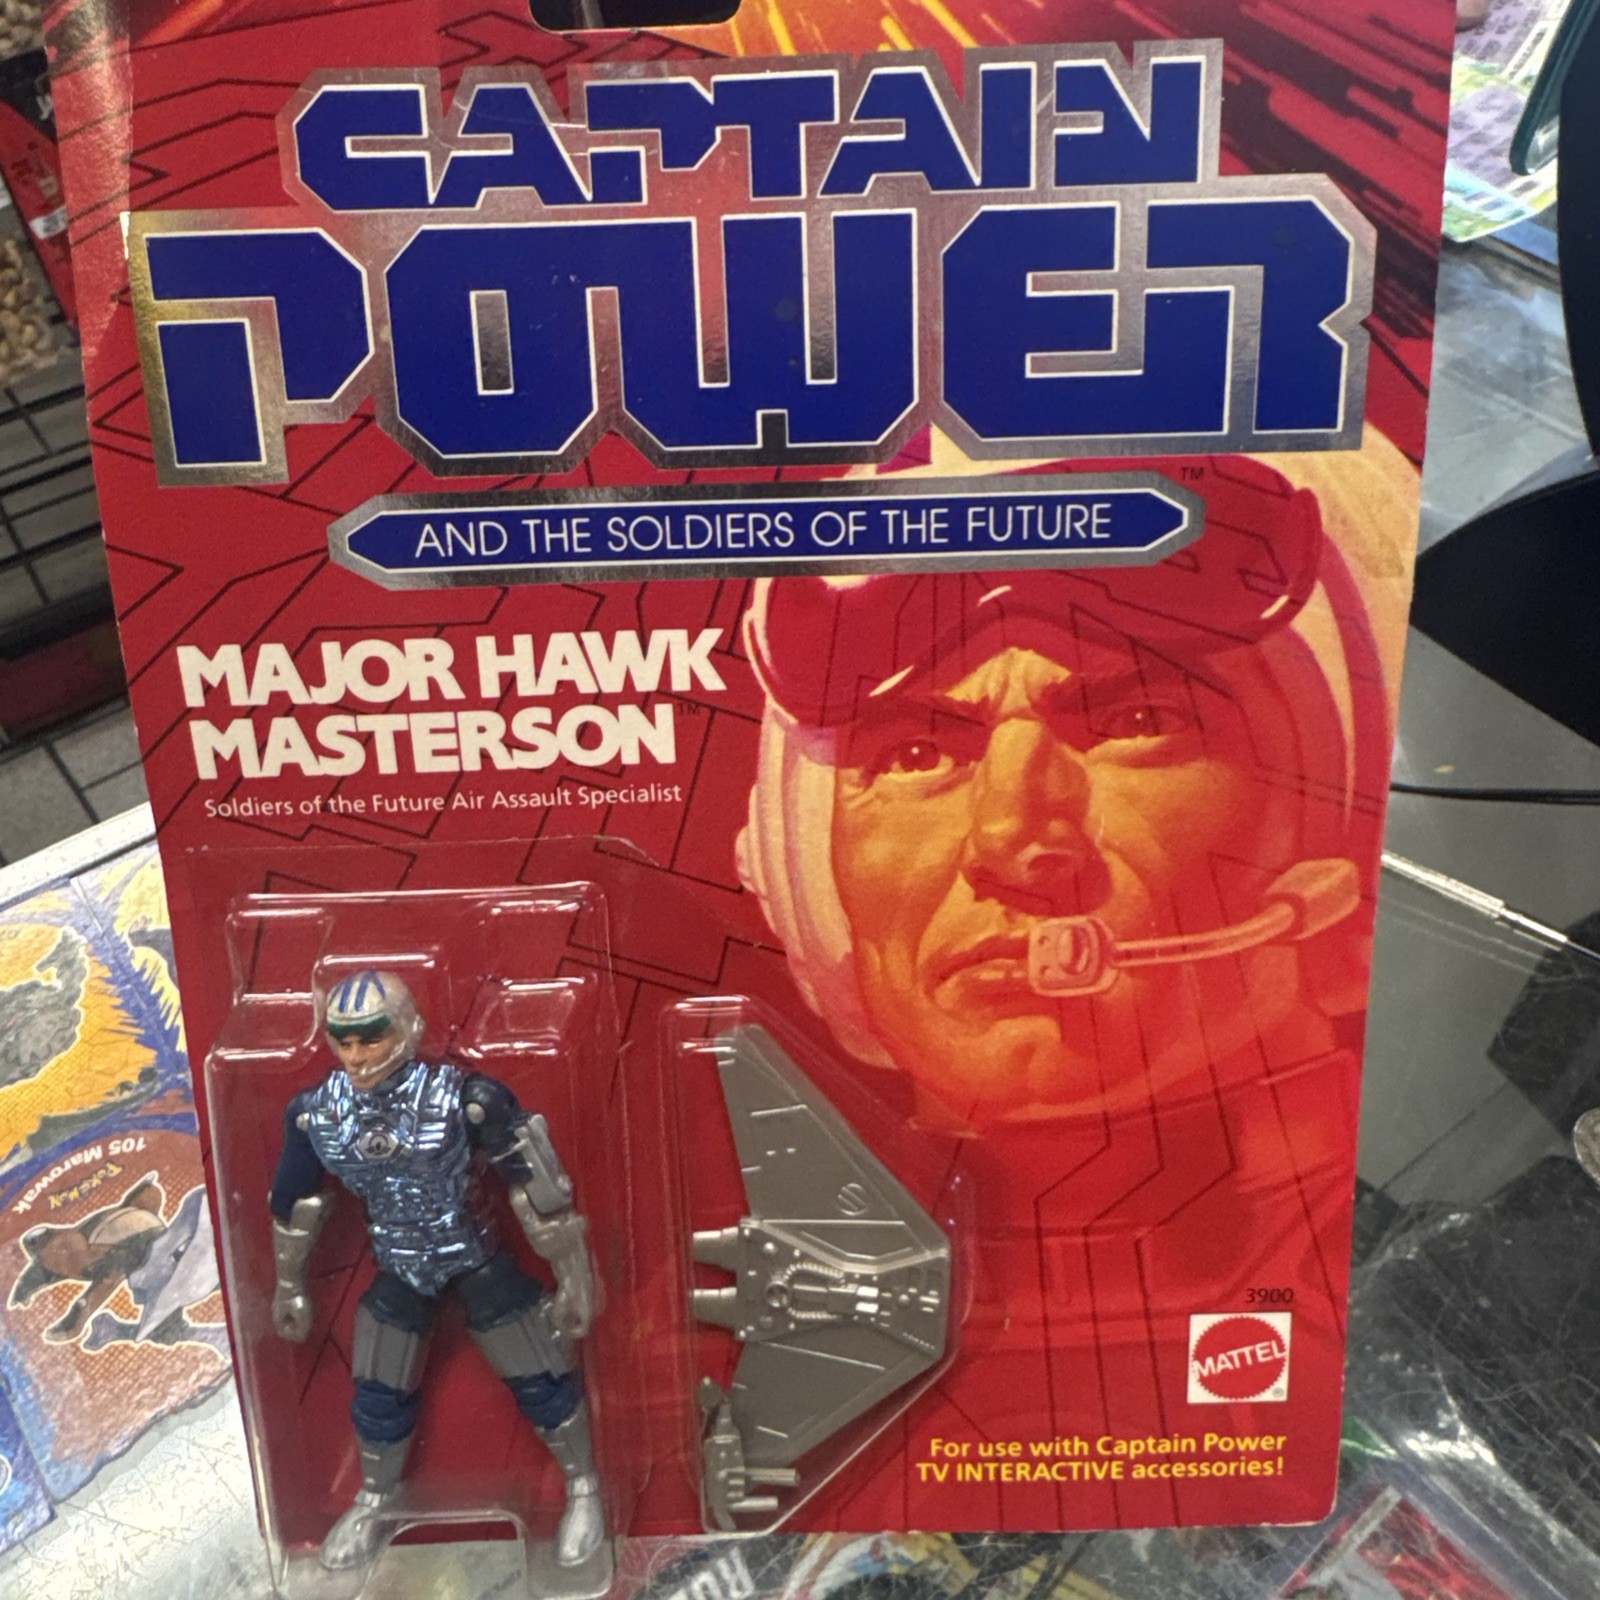 CAPTAIN
POWER
TM
AND THE SOLDIERS OF THE FUTURE
MAJOR HAWK
MASTERSON TM
Soldiers of the Future Air Assault Specialist
3900
MATTEL
®
For use with Captain Power
TV INTERACTIVE accessories!
105 Marowak
POKéMON